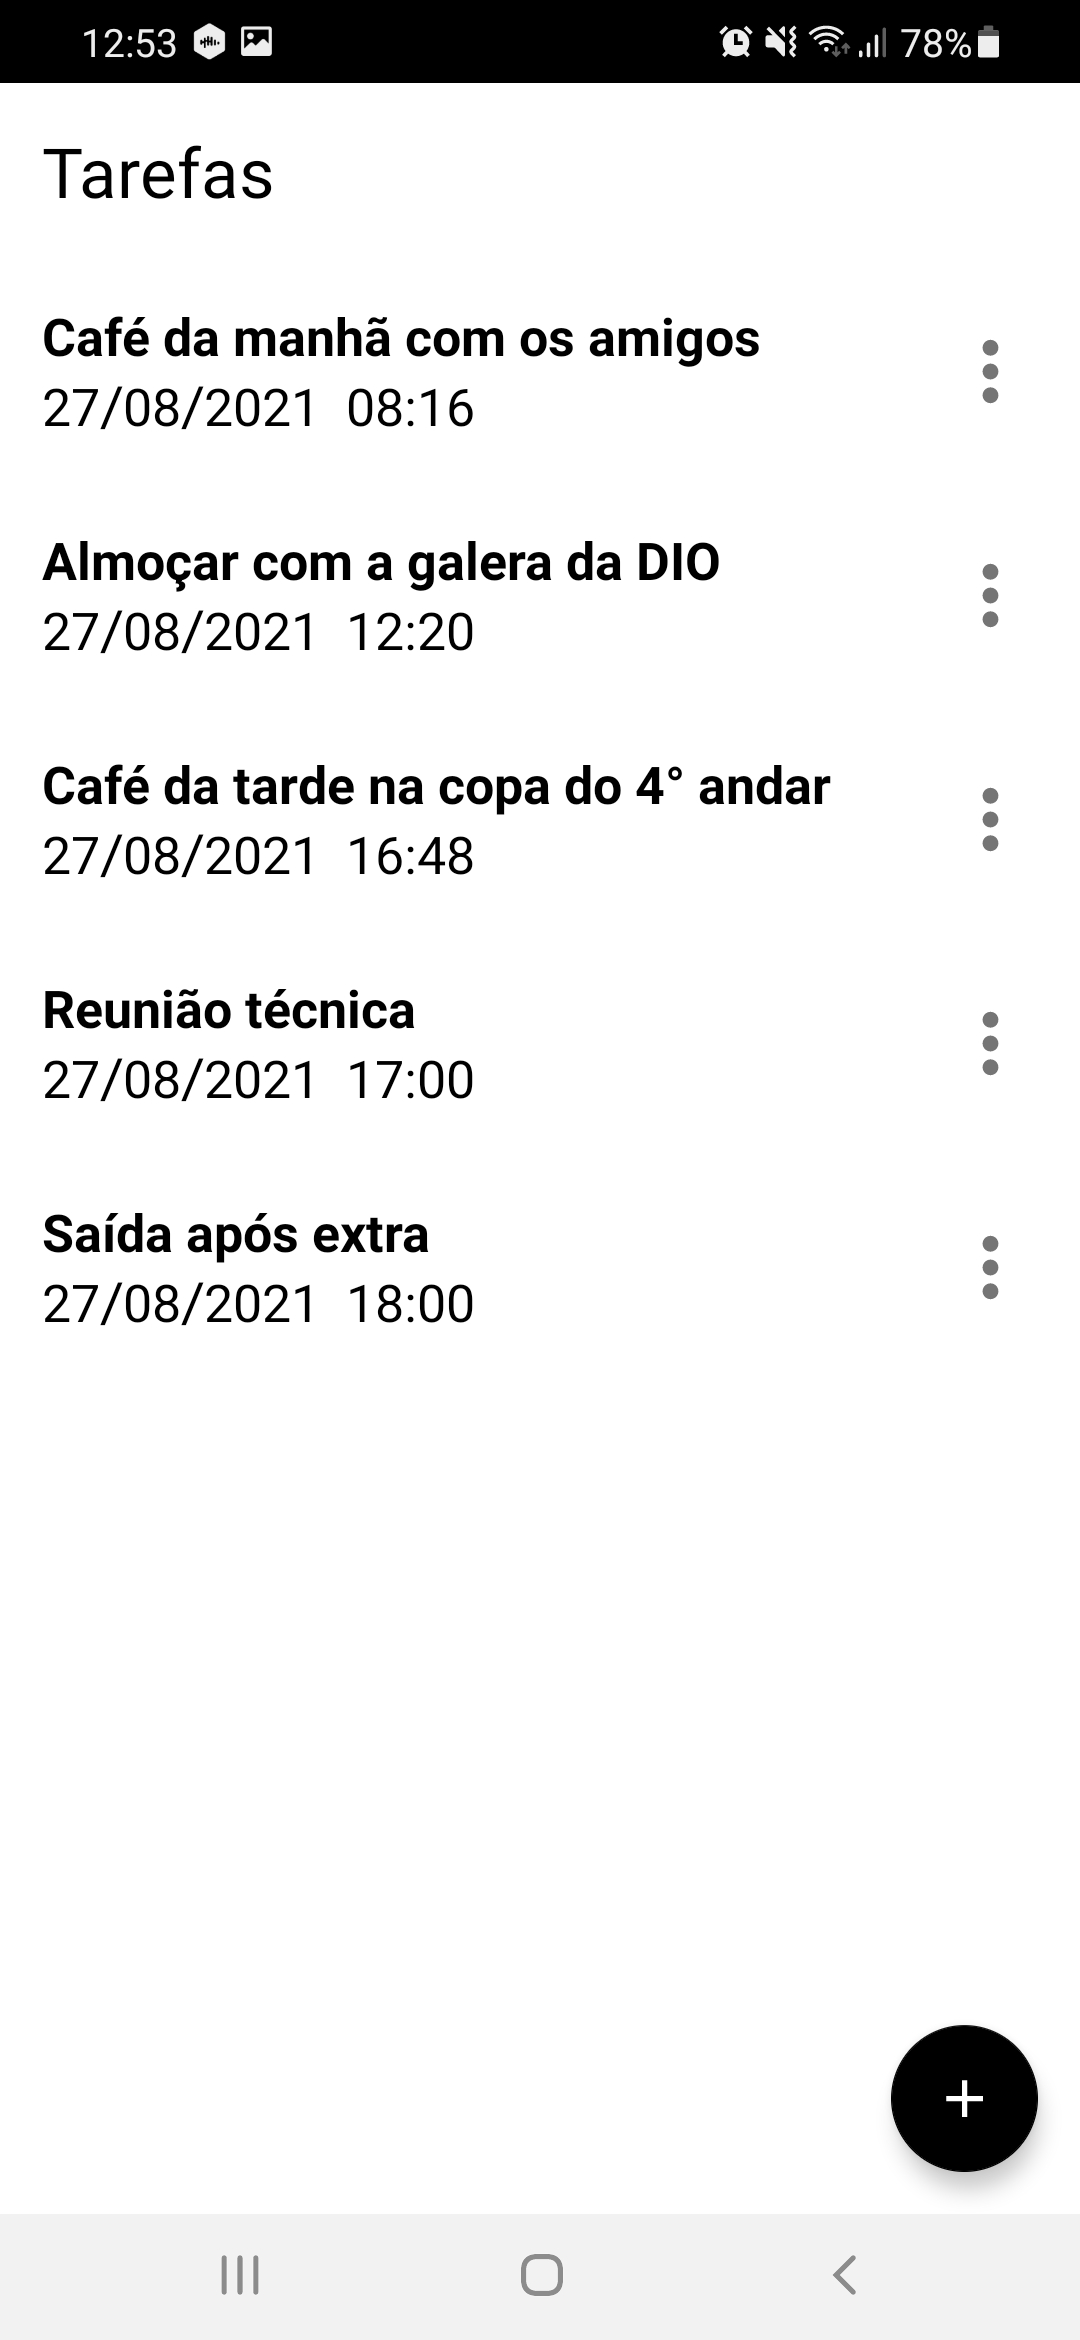 12:53 78%
Tarefas
Café da manhã com os amigos
27/08/2021 08:16
Almoçar com a galera da DIO
27/08/2021 12:20
Café da tarde na copa do 4° andar
27/08/2021 16:48
Reunião técnica
27/08/2021 17:00
Saída após extra
27/08/2021 18:00
+